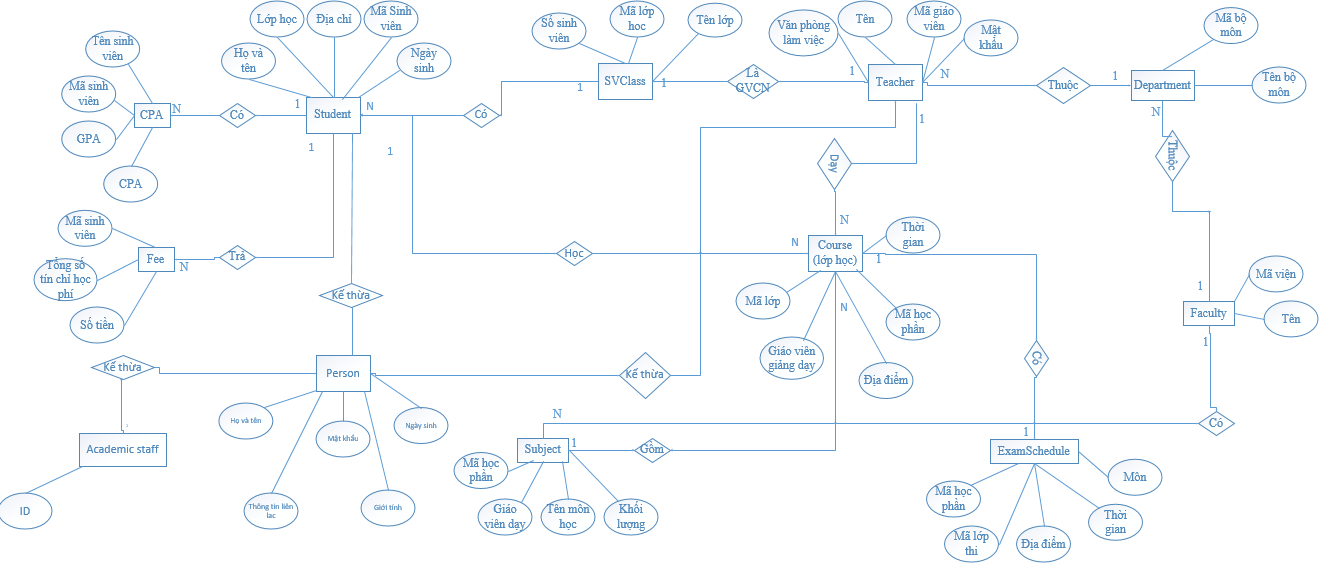 Lớp học
Địa chỉ
Mã Sinh
viên
Họ và
tên
Ngày
sinh
Tên sinh
viên
Mã sinh
viên
GPA
CPA
CPA
N
Có
1
Student
N
1
1
Có
Số sinh
viên
Mã lớp
học
Tên lớp
1
SVClass
1
Là
GVCN
Văn phòng
làm việc
Tên
Mã giáo
viên
Mật
khẩu
1
Teacher
N
1
Thuộc
1
Department
Mã bộ
môn
Tên bộ
môn
N
Thuộc
Dạy
N
Mã sinh
viên
Tổng số
tín chỉ học
phí
Số tiền
Fee
N
Trả
Kế thừa
Học
N
Course
(lớp học)
1
Thời
gian
Mã lớp
N
Mã học
phần
Giáo viên
giảng dạy
Địa điểm
1
Faculty
1
Mã viện
Tên
Có
Kế thừa
Person
Kế thừa
Họ và tên
Mật khẩu
Ngày sinh
Thông tin liên
lac
Giới tính
Academic staff
ID
N
Subject
1
Gồm
Có
Mã học
phần
Giáo
viên dạy
Tên môn
học
Khối
lượng
1
ExamSchedule
Mã học
phần
Mã lớp
thi
Địa điểm
Thời
gian
Môn